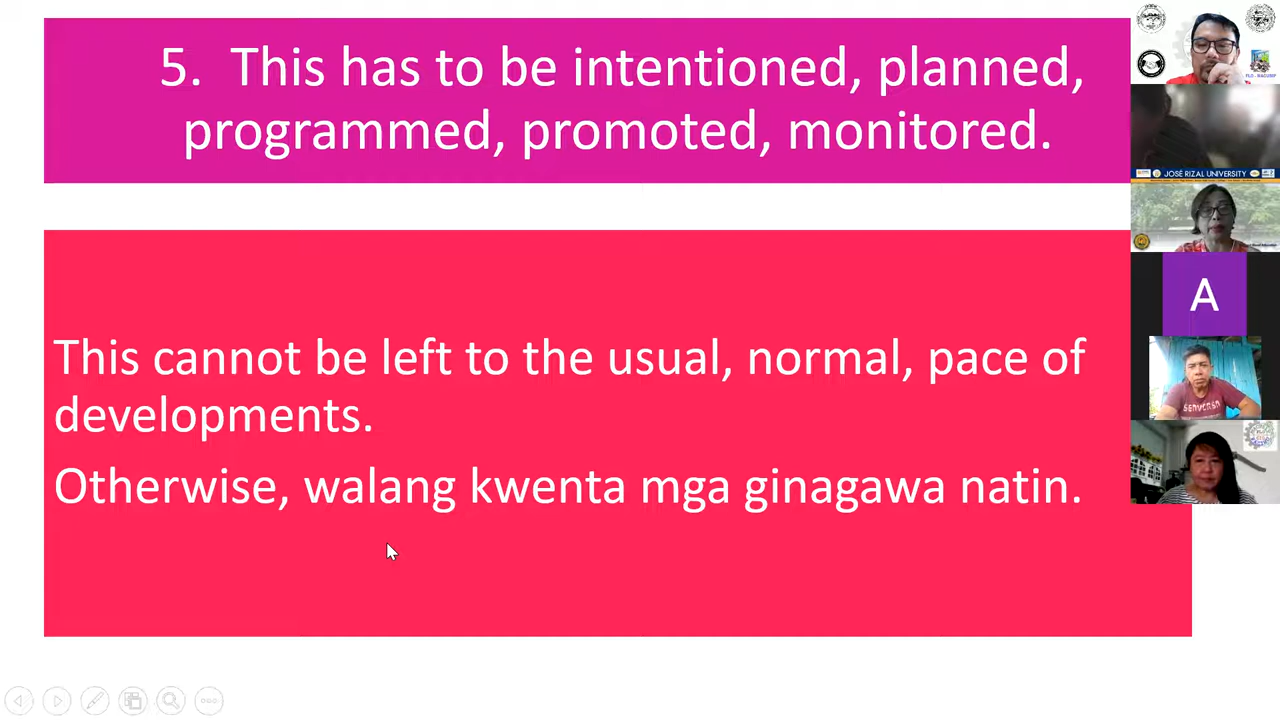 5. This has to be intentioned, planned,
programmed, promoted, monitored.
This cannot be left to the usual, normal, pace of
developments.
Otherwise, walang kwenta mga ginagawa natin.
JOSÉ RIZAL UNIVERSITY
A